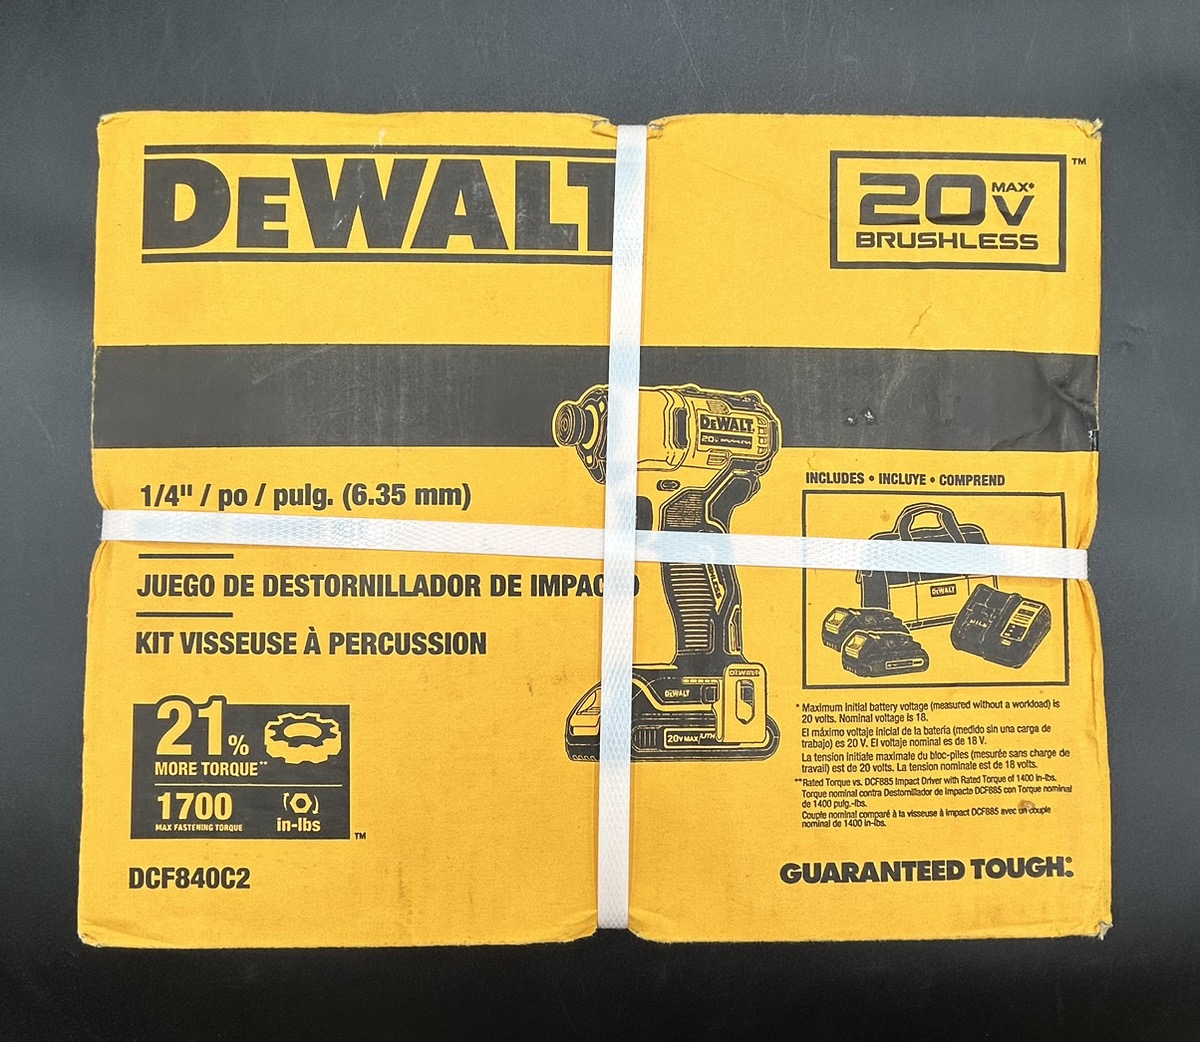 DEWALT
20V MAX*
BRUSHLESS
™
DEWALT
20V BRUSHLESS
1/4" / po / pulg. (6.35 mm)
INCLUDES • INCLUYE • COMPREND
DEWALT
JUEGO DE DESTORNILLADOR DE IMPACTO
KIT VISSEUSE À PERCUSSION
DEWALT
DEWALT
20V MAX LITH
21%
MORE TORQUE**
1700
MAX FASTENING TORQUE
in-lbs
™
DCF840C2
* Maximum initial battery voltage (measured without a workload) is
20 volts. Nominal voltage is 18.
El máximo voltaje inicial de la batería (medido sin una carga de
trabajo) es 20 V. El voltaje nominal es de 18 V.
La tension initiale maximale du bloc-piles (mesurée sans charge de
travail) est de 20 volts. La tension nominale est de 18 volts.
**Rated Torque vs. DCF885 Impact Driver with Rated Torque of 1400 in-lbs.
Torque nominal contra Destornillador de Impacto DCF885 con Torque nominal
de 1400 pulg.-lbs.
Couple nominal comparé à la visseuse à impact DCF885 avec un couple
nominal de 1400 in-lbs.
GUARANTEED TOUGH.®